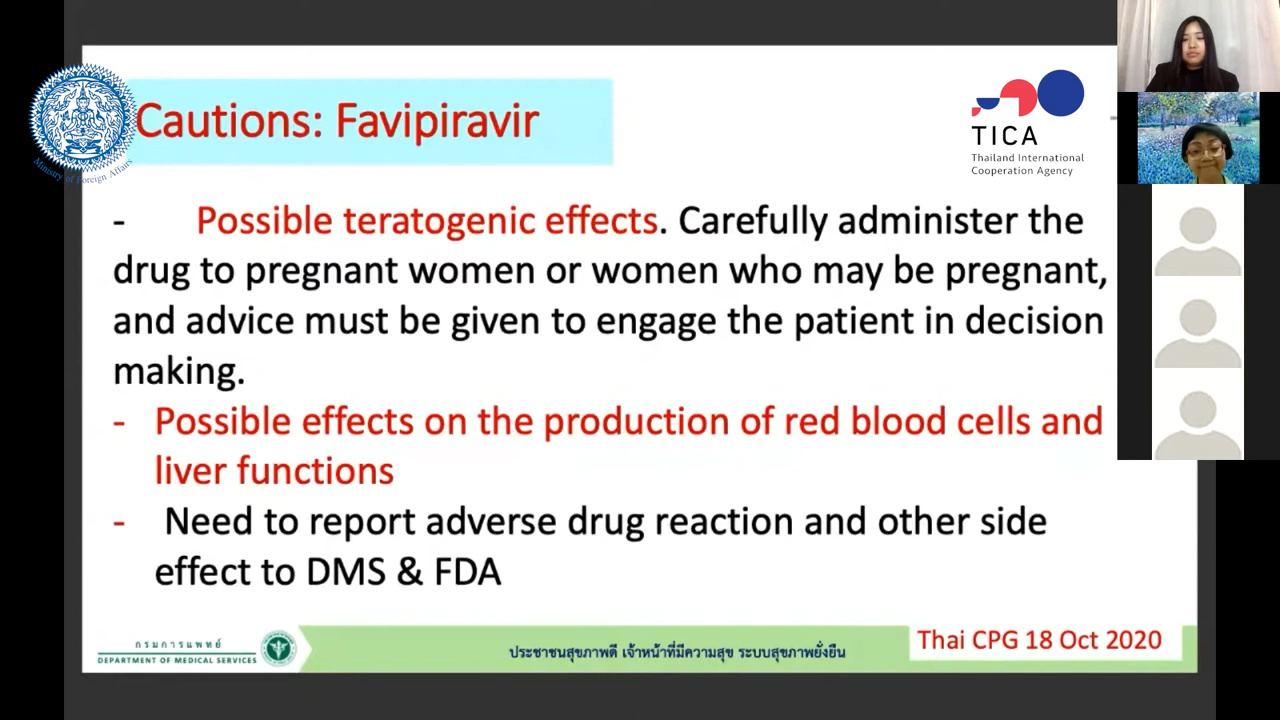 Cautions: Favipiravir
Ministry of Foreign Affairs
TICA
Thailand International
Cooperation Agency
- Possible teratogenic effects. Carefully administer the
drug to pregnant women or women who may be pregnant,
and advice must be given to engage the patient in decision
making.
- Possible effects on the production of red blood cells and
liver functions
- Need to report adverse drug reaction and other side
effect to DMS & FDA
กรมการแพทย์
DEPARTMENT OF MEDICAL SERVICES
ประชาชนสุขภาพดี เจ้าหน้าที่มีความสุข ระบบสุขภาพยั่งยืน
Thai CPG 18 Oct 2020